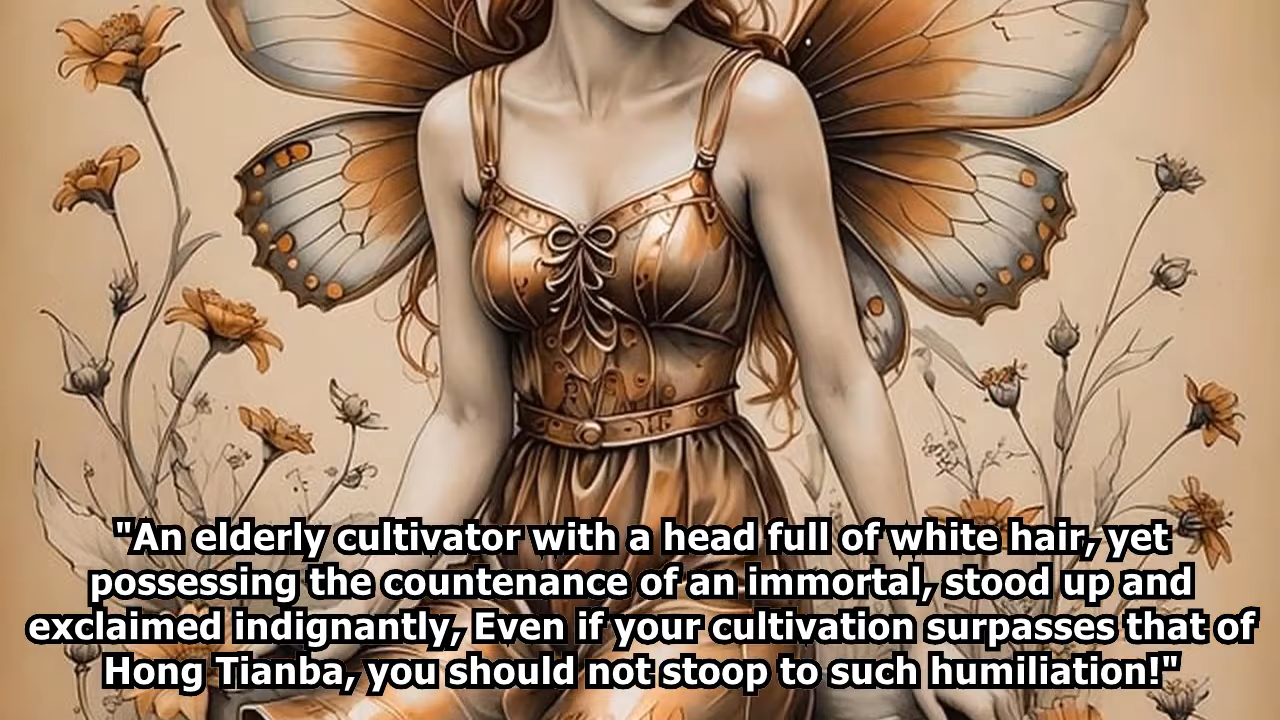 "An elderly cultivator with a head full of white hair, yet
possessing the countenance of an immortal, stood up and
exclaimed indignantly, Even if your cultivation surpasses that of
Hong Tianba, you should not stoop to such humiliation!"